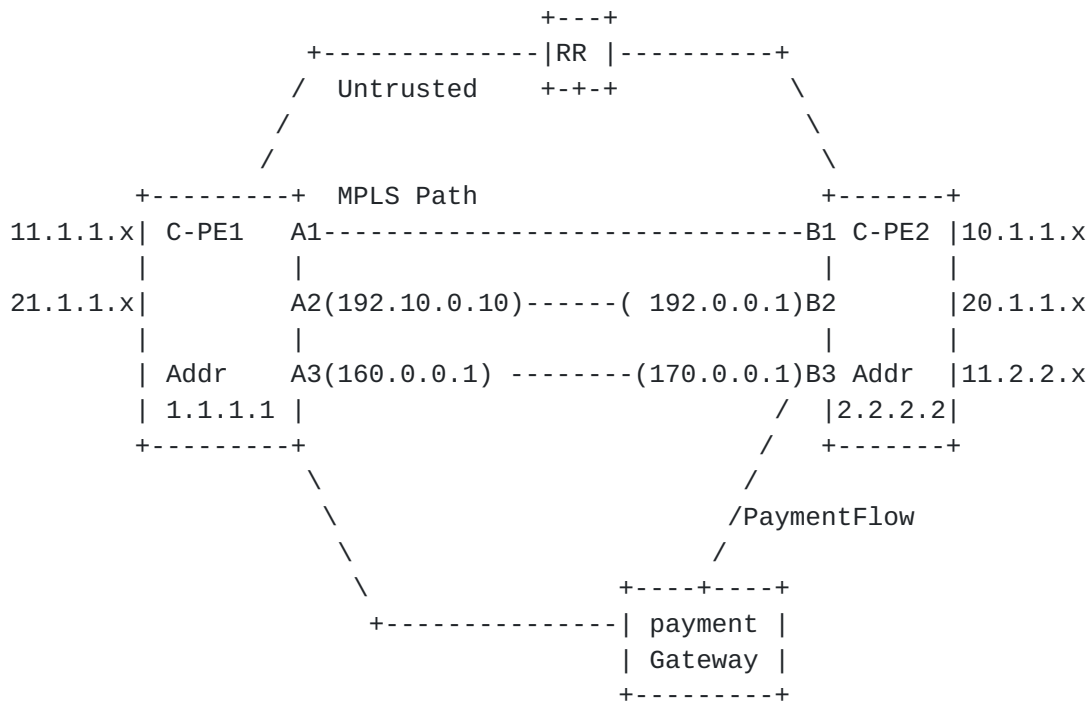 +---+
+--------------|RR |----------+
/  Untrusted    +-+-+           \
/                                  \
/                                    \
+---------+  MPLS Path                      +-------+
11.1.1.x| C-PE1   A1-------------------------------B1 C-PE2 |10.1.1.x
|         |                                  |       |
21.1.1.x|         A2(192.10.0.10)------( 192.0.0.1)B2       |20.1.1.x
|         |                                  |       |
| Addr    A3(160.0.0.1) --------(170.0.0.1)B3 Addr  |11.2.2.x
| 1.1.1.1 |                               /  |2.2.2.2|
+---------+                              /   +-------+
\                            /
\                          /PaymentFlow
\                       /
\                +----+----+
+---------------| payment |
| Gateway |
+---------+